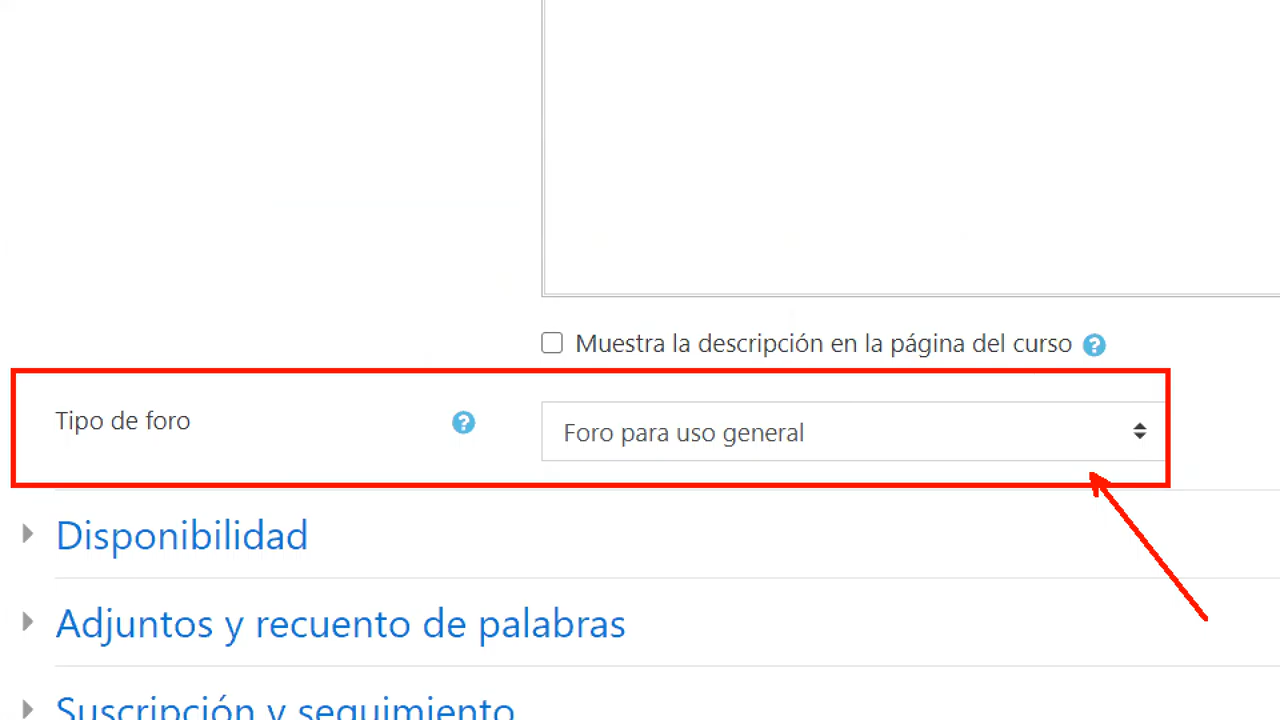 Muestra la descripción en la página del curso
Tipo de foro
Foro para uso general
Disponibilidad
Adjuntos y recuento de palabras
Suscripción y seguimiento